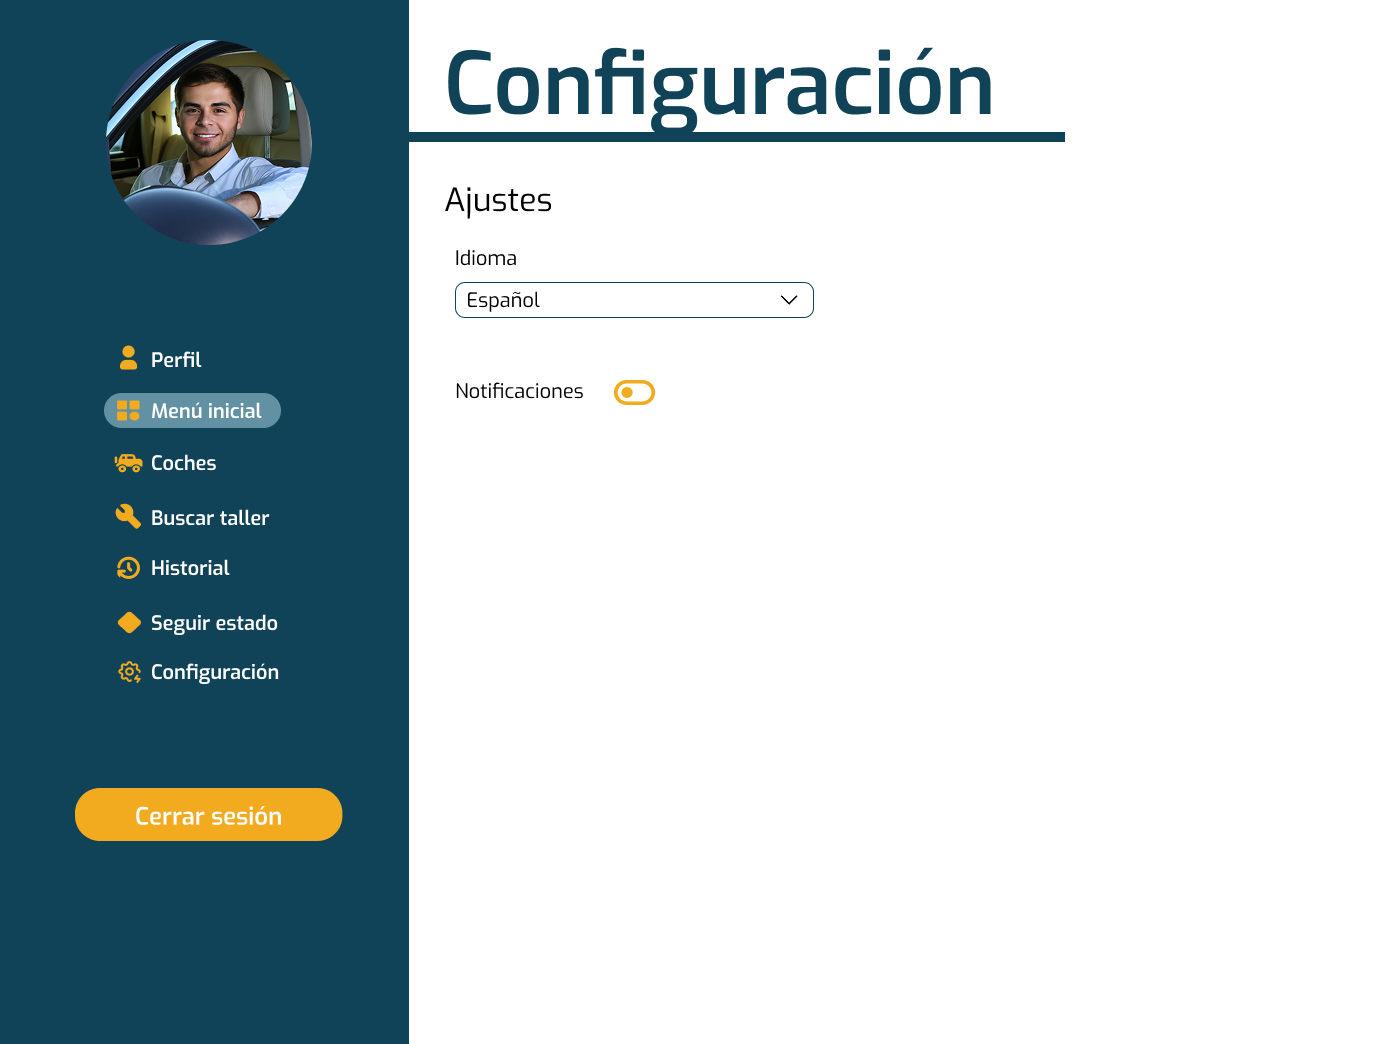 Configuración
Ajustes
Idioma
Español
Notificaciones
Perfil
Menú inicial
Coches
Buscar taller
Historial
Seguir estado
Configuración
Cerrar sesión